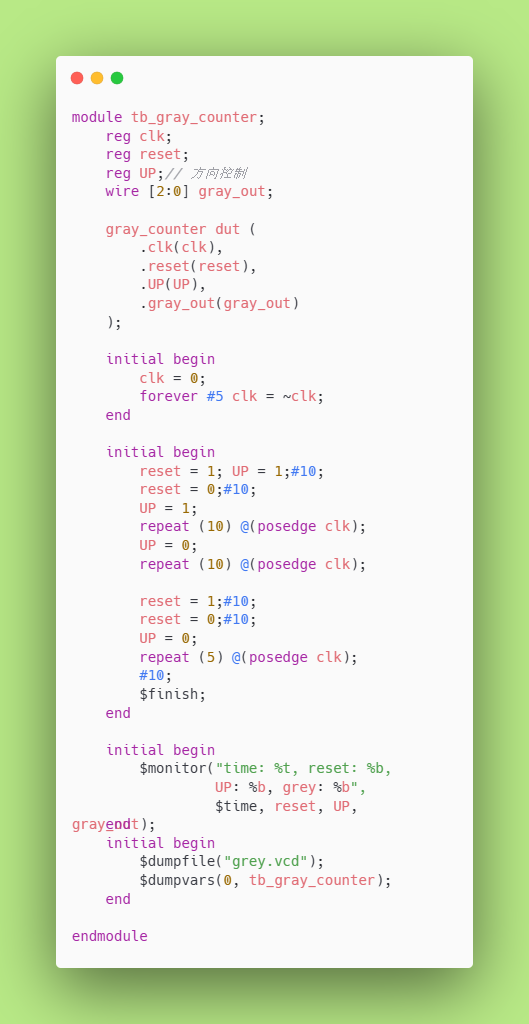 module tb_gray_counter;
reg clk;
reg reset;
reg UP;// 方向控制
wire [2:0] gray_out;
gray_counter dut (
.clk(clk),
.reset(reset),
.UP(UP),
.gray_out(gray_out)
);
initial begin
clk = 0;
forever #5 clk = ~clk;
end
initial begin
reset = 1; UP = 1;#10;
reset = 0;#10;
UP = 1;
repeat (10) @(posedge clk);
UP = 0;
repeat (10) @(posedge clk);
reset = 1;#10;
reset = 0;#10;
UP = 0;
repeat (5) @(posedge clk);
#10;
$finish;
end
initial begin
$monitor("time: %t, reset: %b,
UP: %b, grey: %b",
$time, reset, UP,
gray_out);
end
initial begin
$dumpfile("grey.vcd");
$dumpvars(0, tb_gray_counter);
end
endmodule